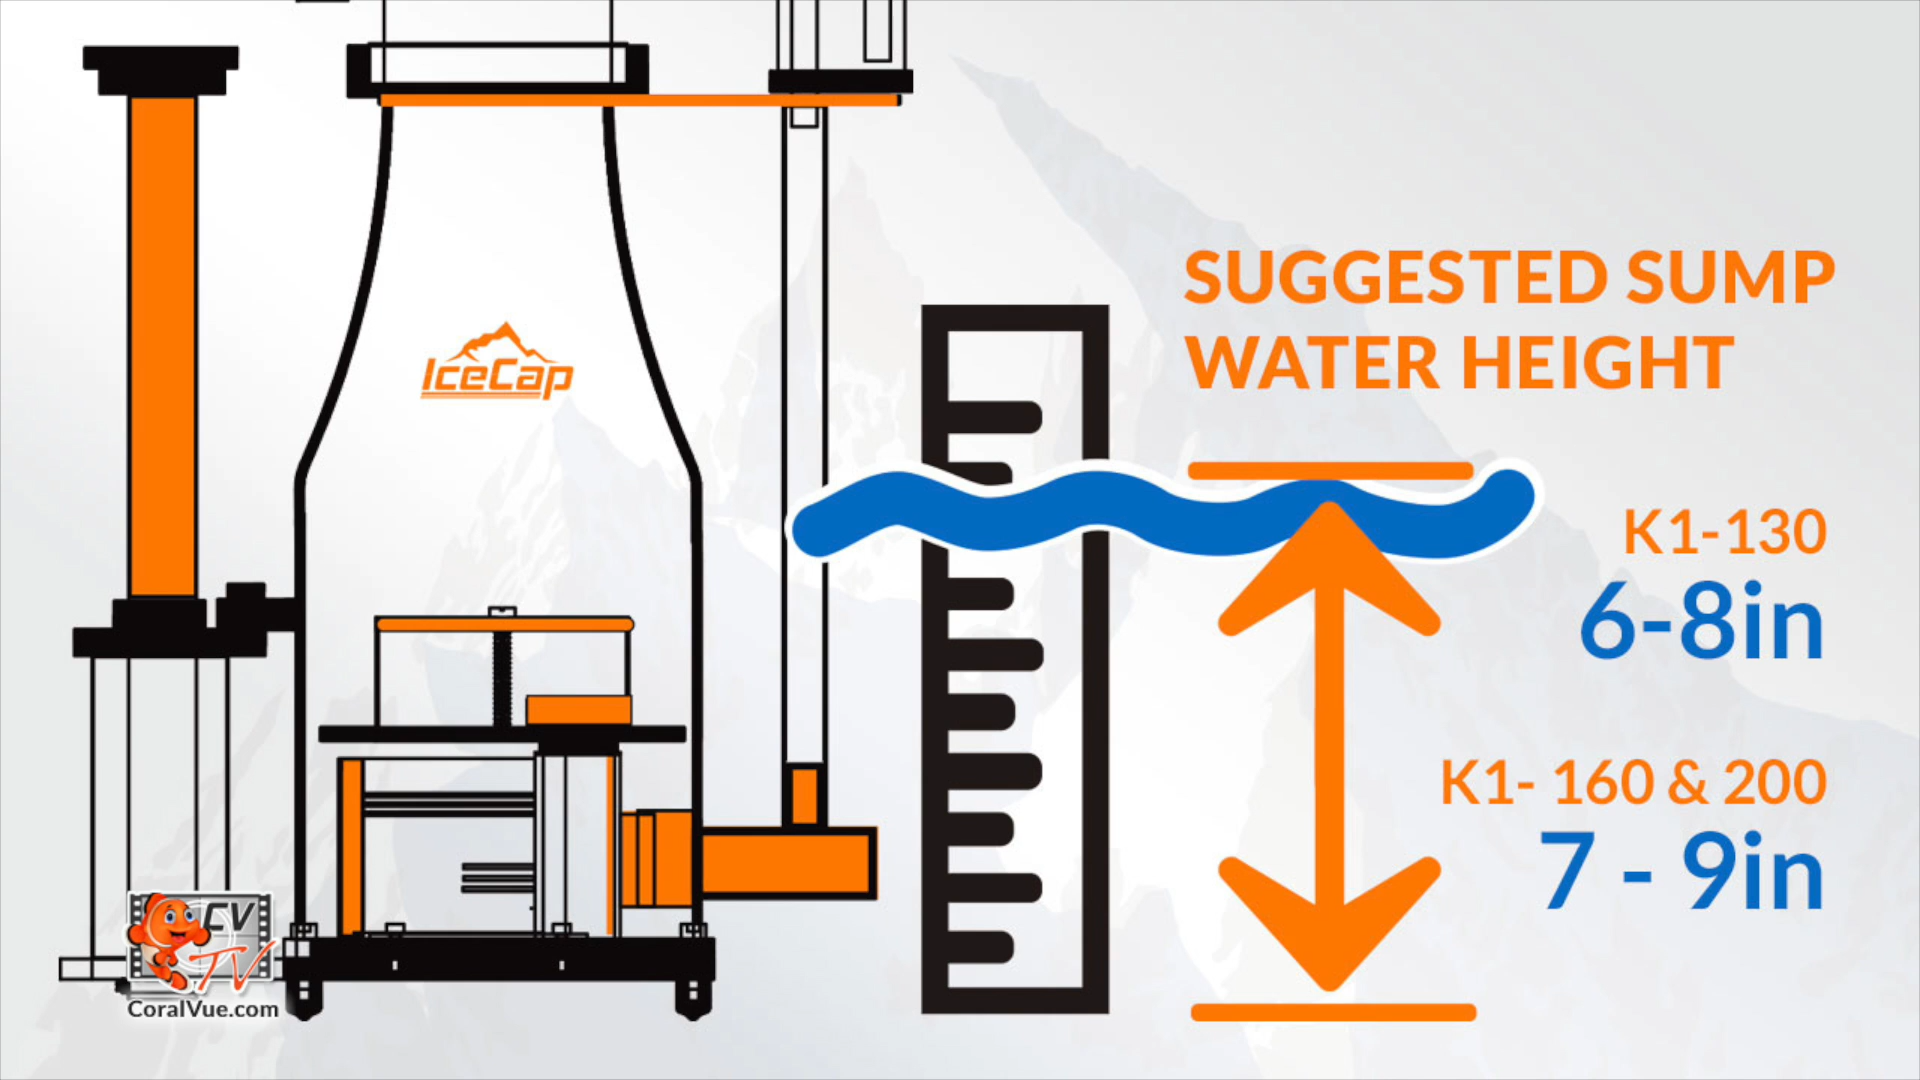 IceCap
SUGGESTED SUMP
WATER HEIGHT
K1-130
6-8in
K1- 160 & 200
7 - 9in
CV
TV
CoralVue.com